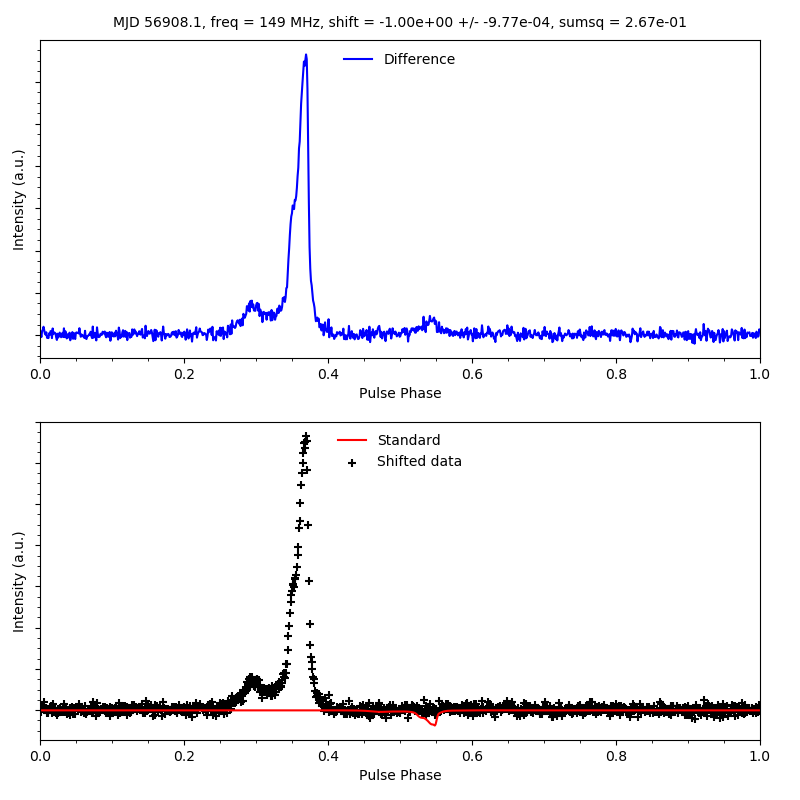 MJD 56908.1, freq = 149 MHz, shift = -1.00e+00 +/- -9.77e-04, sumsq = 2.67e-01
Difference
Intensity (a.u.)
0.0 0.2 0.4 0.6 0.8 1.0
Pulse Phase
Standard
Shifted data
Intensity (a.u.)
0.0 0.2 0.4 0.6 0.8 1.0
Pulse Phase